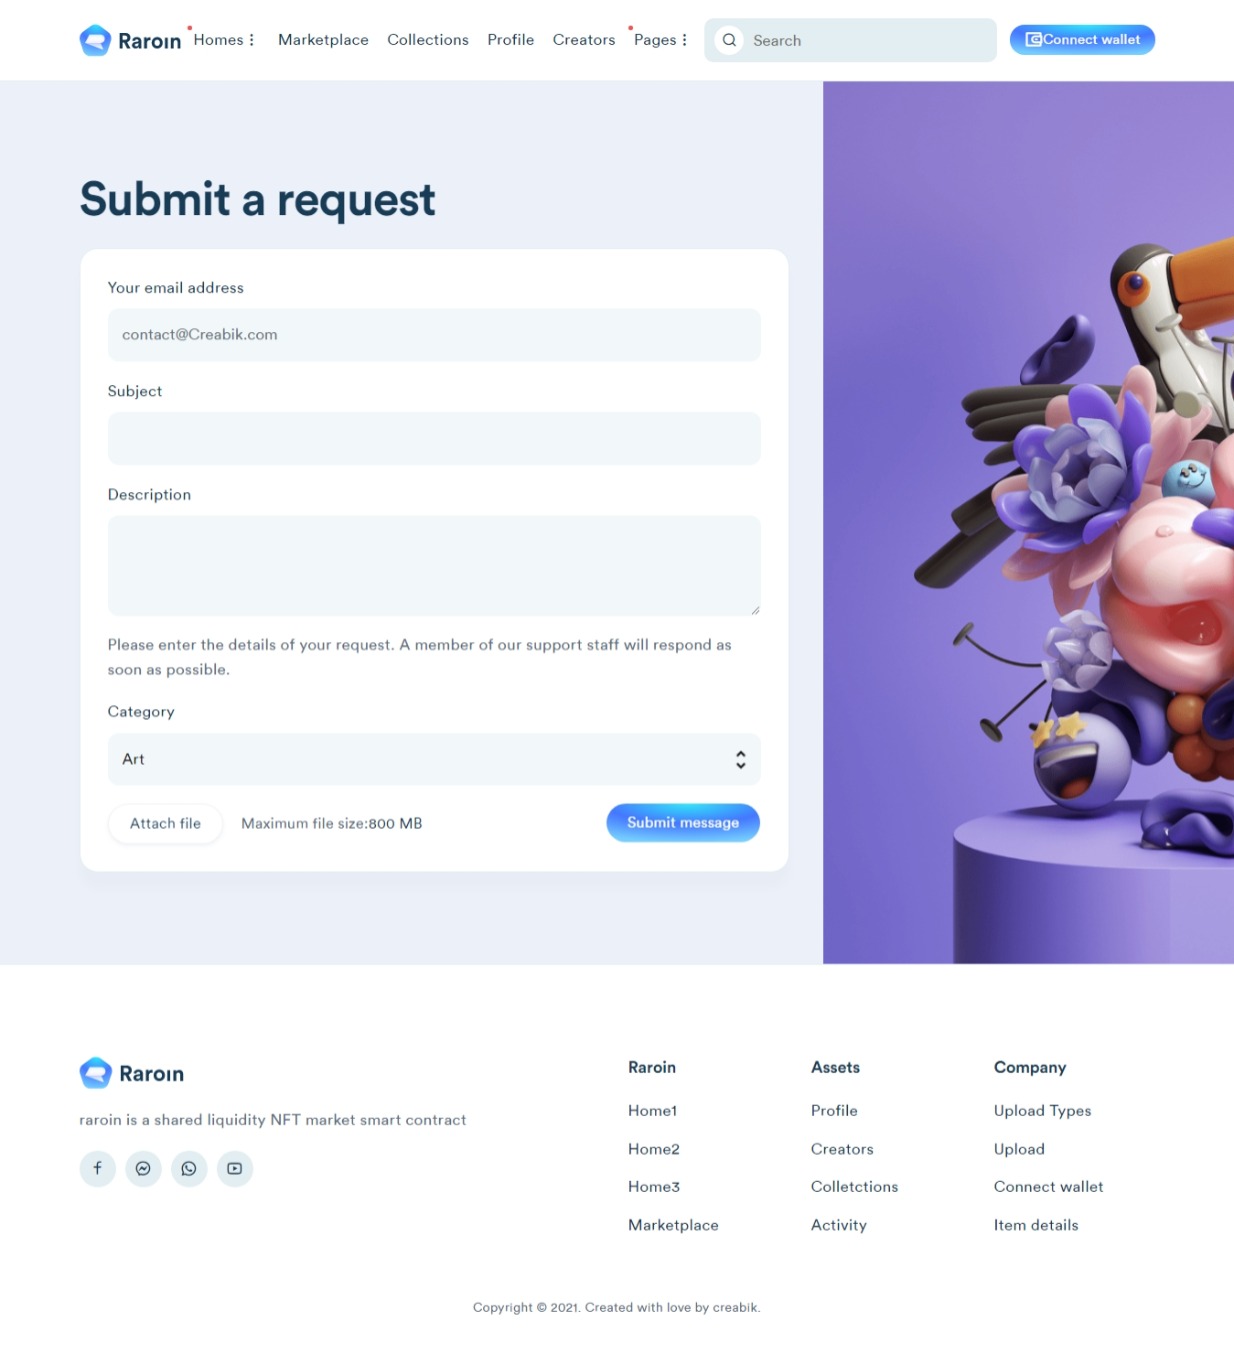 Raroin
Homes
Marketplace
Collections
Profile
Creators
Pages
Search
Connect wallet
Submit a request
Your email address
contact@Creabik.com
Subject
Description
Please enter the details of your request. A member of our support staff will respond as
soon as possible.
Category
Art
Attach file
Maximum file size:800 MB
Submit message
Raroin
raroin is a shared liquidity NFT market smart contract
Raroin
Home1
Home2
Home3
Marketplace
Assets
Profile
Creators
Colletctions
Activity
Company
Upload Types
Upload
Connect wallet
Item details
Copyright © 2021. Created with love by creabik.